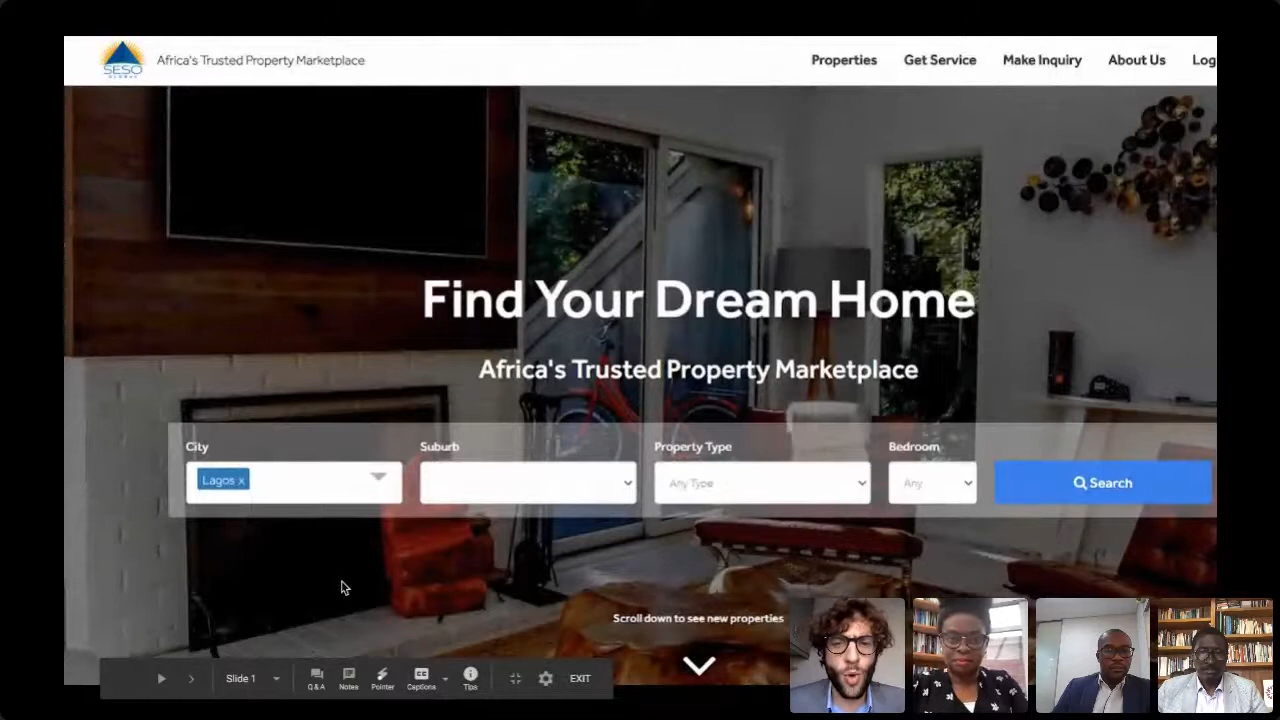 SESO
GLOBAL
Africa's Trusted Property Marketplace
Properties
Get Service
Make Inquiry
About Us
Log
Find Your Dream Home
Africa's Trusted Property Marketplace
City
Suburb
Property Type
Bedroom
Lagos x
Any Type
Any
Search
Scroll down to see new properties
Slide 1
Q & A
Notes
Pointer
Captions
Tips
EXIT